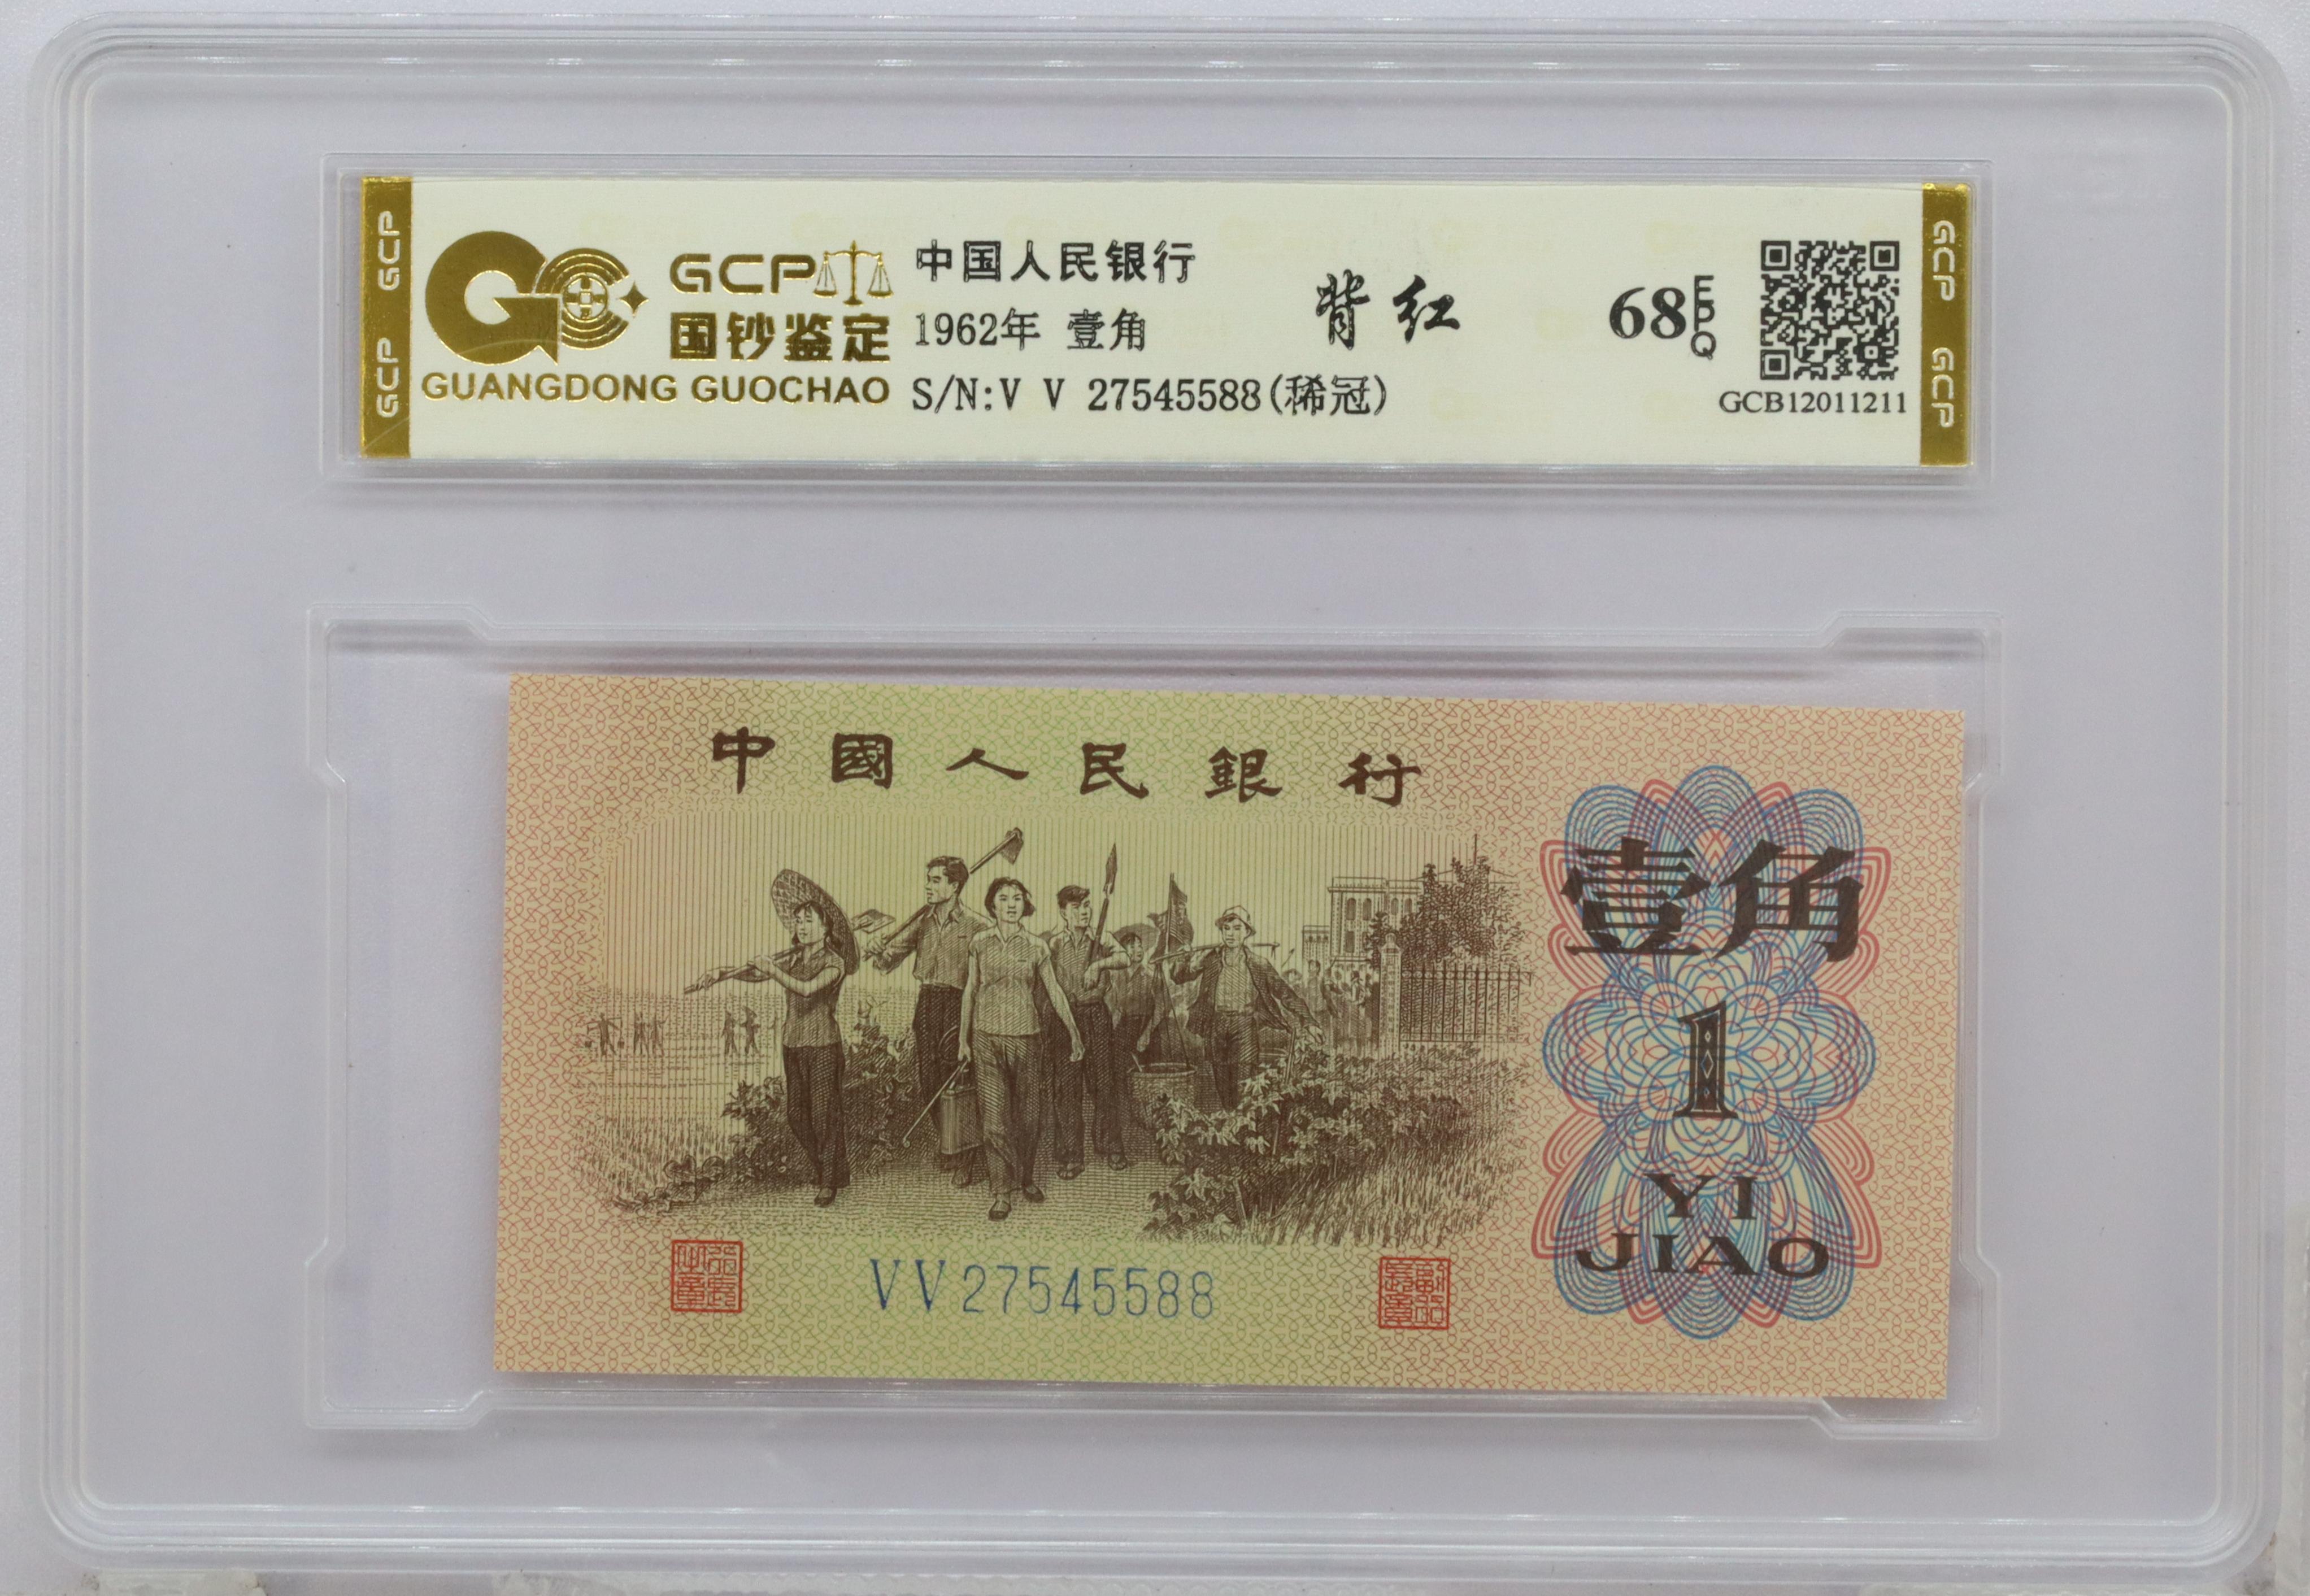 GCP GCP
GCP
国钞鉴定
GUANGDONG GUOCHAO
中国人民银行
1962年 壹角
S/N:V V 27545588(稀冠)
背红
68 EPQ
GCB12011211
GCP GCP
中國人民銀行
壹角
1
YI
JIAO
VV27545588